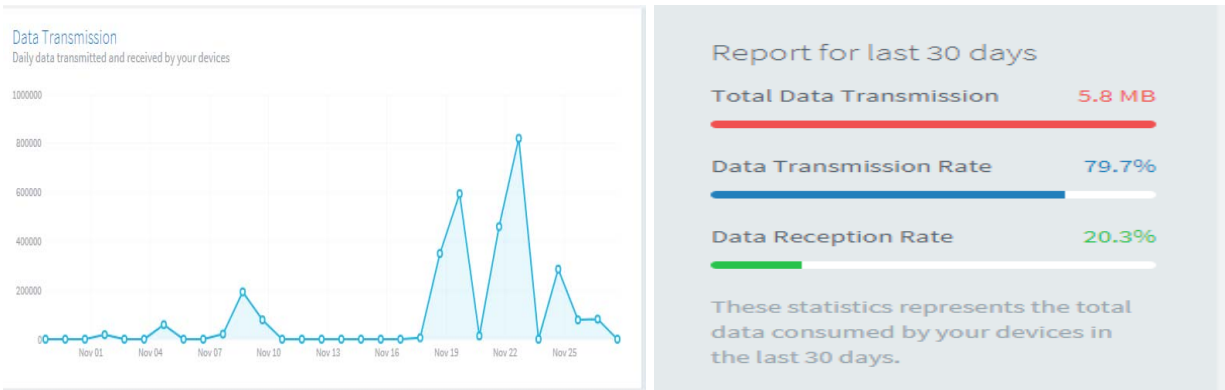 Data Transmission
Daily data transmitted and received by your devices
1000000
800000
600000
400000
200000
0
Nov 01 Nov 04 Nov 07 Nov 10 Nov 13 Nov 16 Nov 19 Nov 22 Nov 25
Report for last 30 days
Total Data Transmission 5.8 MB
Data Transmission Rate 79.7%
Data Reception Rate 20.3%
These statistics represents the total
data consumed by your devices in
the last 30 days.